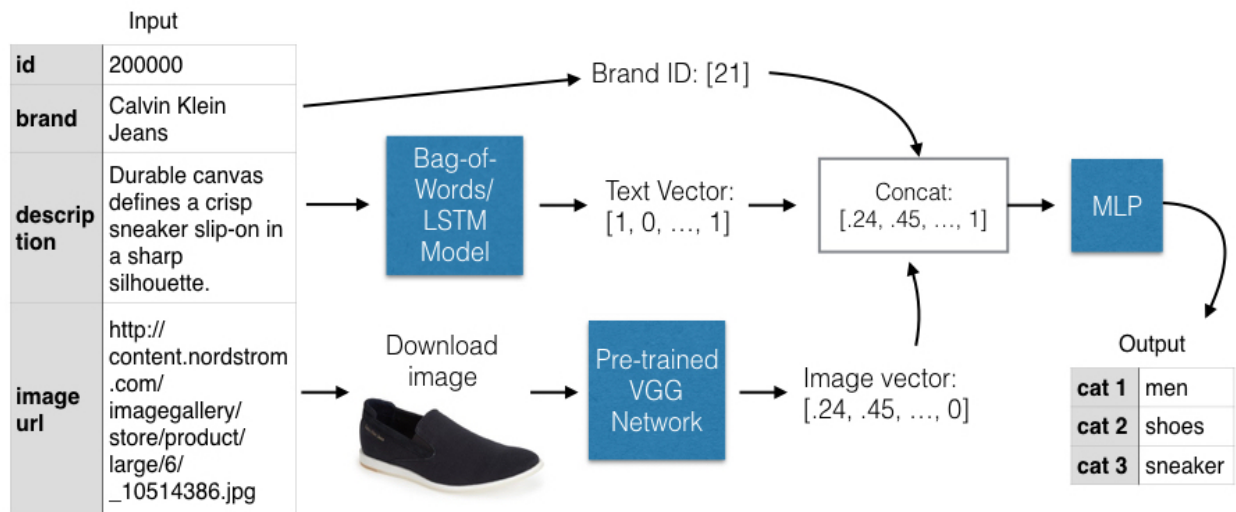 Input
id
200000
brand
Calvin Klein
Jeans
descrip
tion
Durable canvas
defines a crisp
sneaker slip-on in
a sharp
silhouette.
image
url
http://
content.nordstrom
.com/
imagegallery/
store/product/
large/6/
_10514386.jpg
Brand ID: [21]
Bag-of-
Words/
LSTM
Model
Text Vector:
[1, 0, ..., 1]
Download
image
Pre-trained
VGG
Network
Image vector:
[.24, .45, ..., 0]
Concat:
[.24, .45, ..., 1]
MLP
Output
cat 1
men
cat 2
shoes
cat 3
sneaker